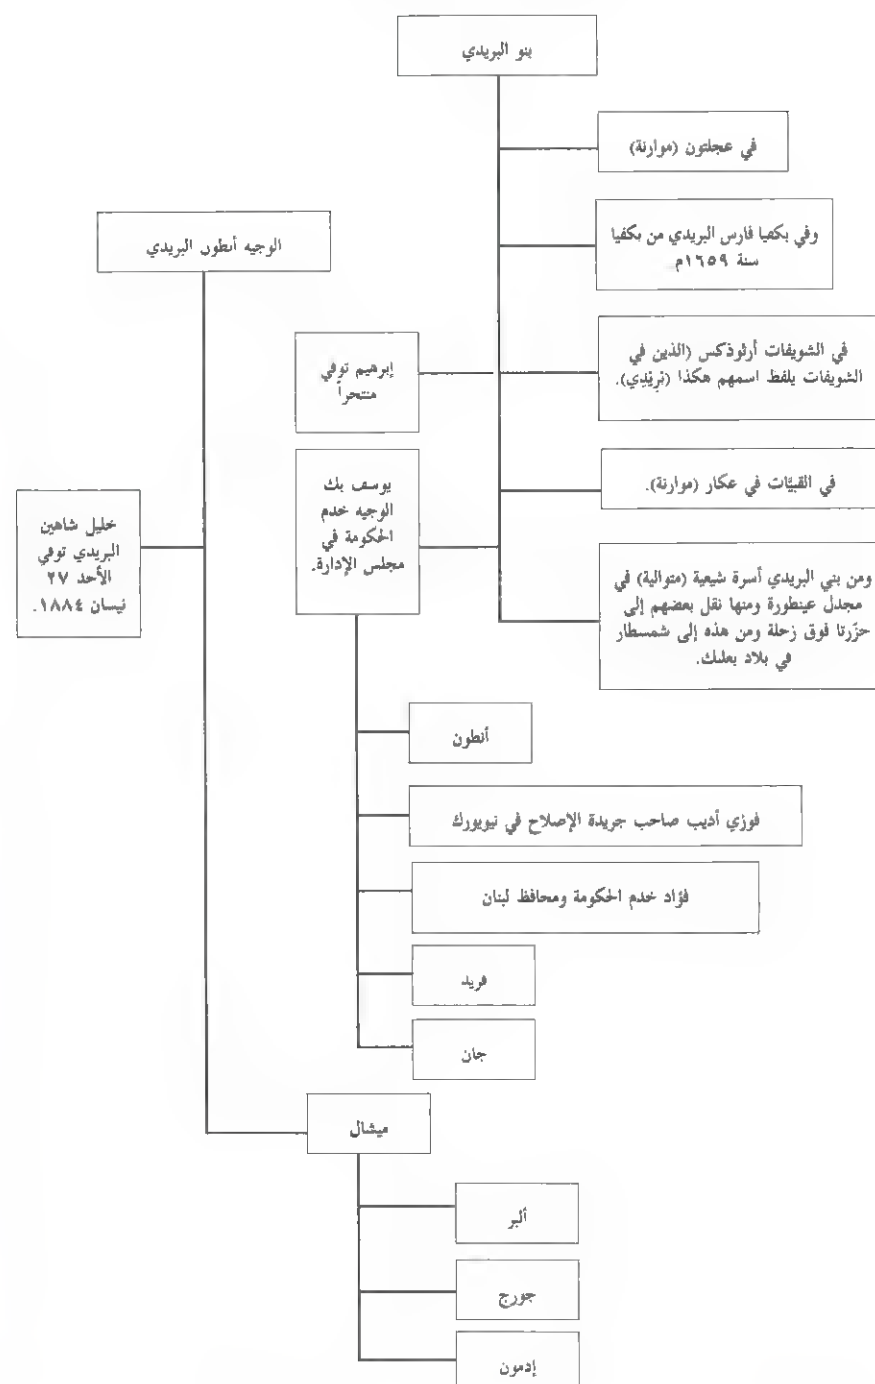 بنو البريدي
في عجلتون (موارنة)
وفي بكفيا فارس البريدي من بكفيا
سنة ١٦٥٩م
في الشويفات أرثوذكس (الذين في
الشويفات يلفظ اسمهم هكذا (بريْدِي).
في القبيّات في عكار (موارنة).
ومن بني البريدي أسرة شيعية (متوالية) في
مجدل عينطورة ومنها نقل بعضهم إلى
حزّرتا فوق زحلة ومن هذه إلى شمسطار
في بلاد بعلبك.
إبرهيم توفي
منتحراً
يوسف بك
الوجيه خدم
الحكومة في
مجلس الإدارة.
أنطون
فوزي أديب صاحب جريدة الإصلاح في نيويورك
فؤاد خدم الحكومة ومحافظ لبنان
فريد
جان
الوجيه أنطون البريدي
خليل شاهين
البريدي توفي
الأحد ٢٧
نيسان ١٨٨٤.
ميشال
ألبر
جورج
إدمون